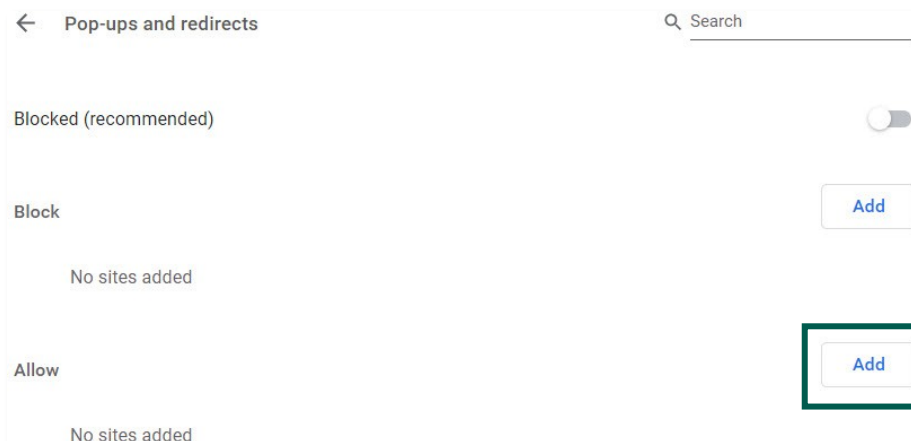 Pop-ups and redirects
Search
Blocked (recommended)
Block
Add
No sites added
Allow
Add
No sites added